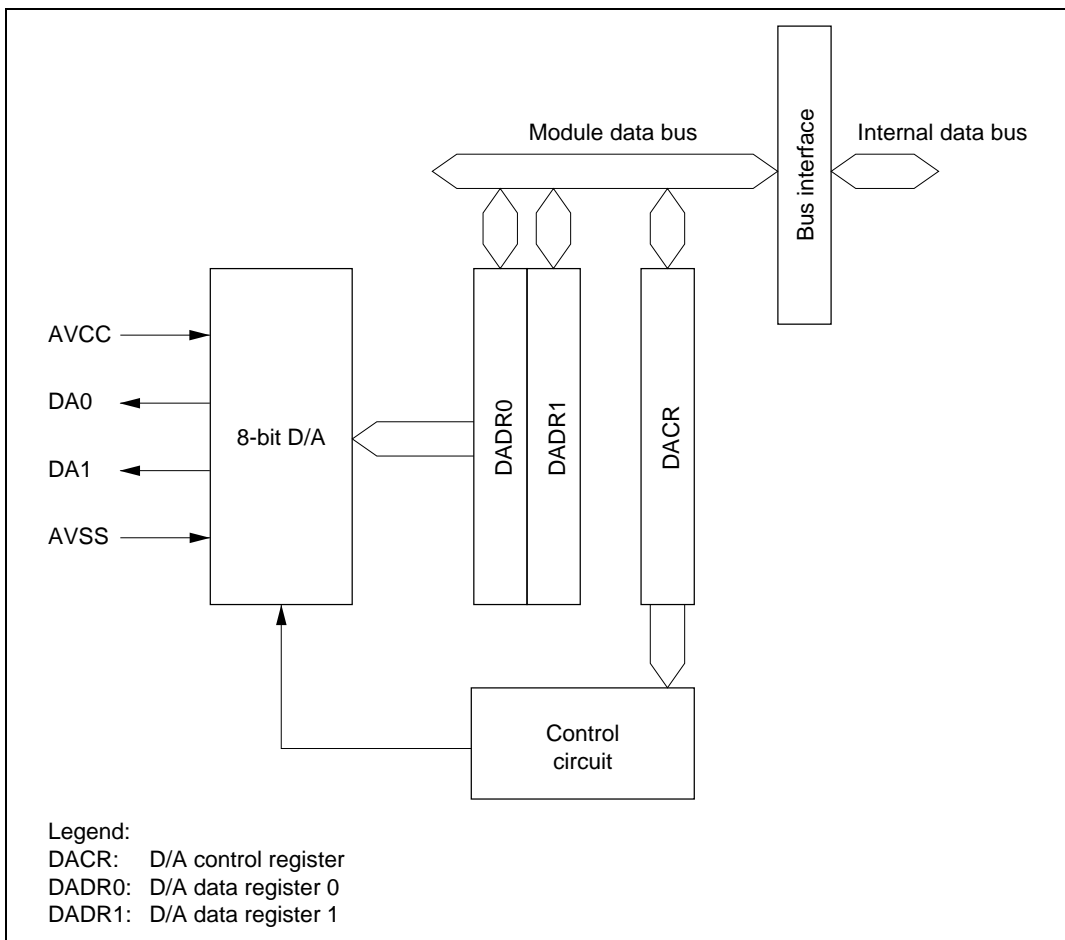 Module data bus
Internal data bus
Bus interface
AVCC
DA0
DA1
AVSS
8-bit D/A
DADR0
DADR1
DACR
Control
circuit
Legend:
DACR: D/A control register
DADR0: D/A data register 0
DADR1: D/A data register 1